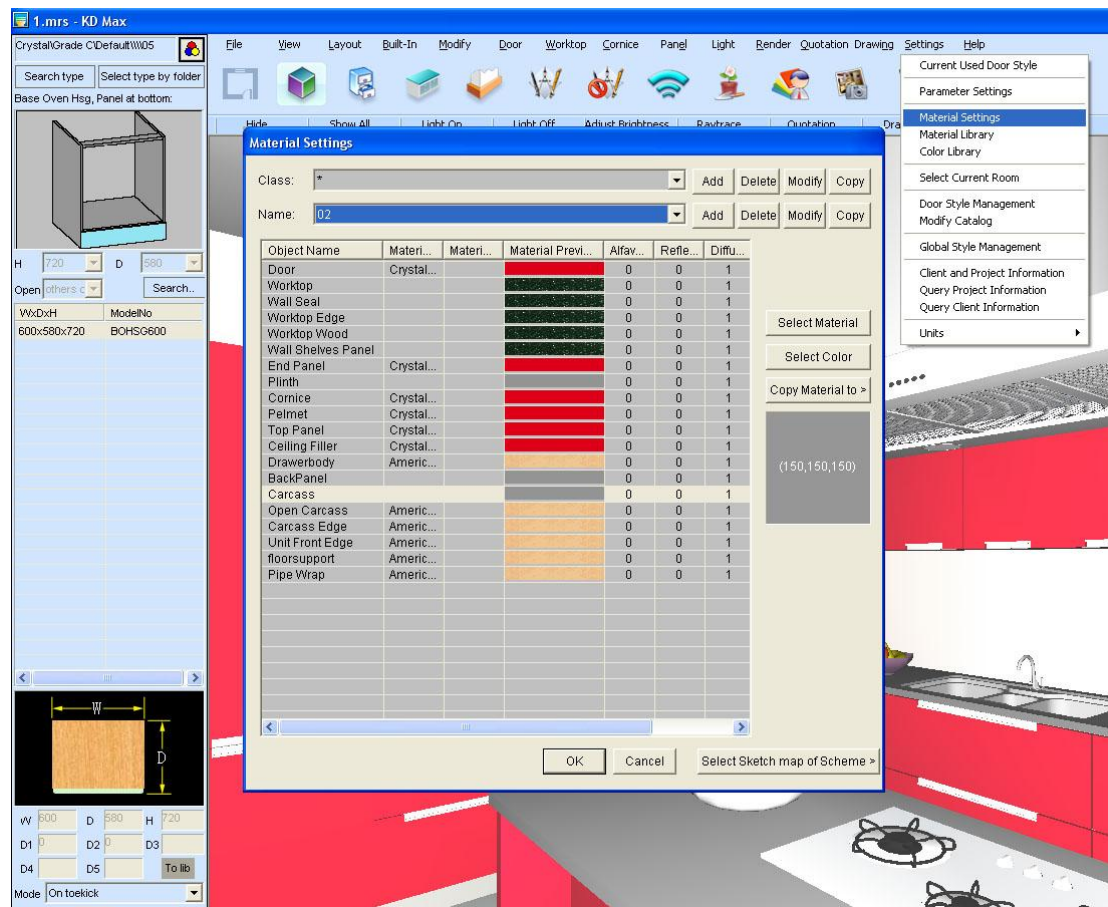 1.mrs - KD Max
Crystal\Grade C\Default\\\\05
File View Layout Built-In Modify Door Worktop Cornice Panel Light Render Quotation Drawing Settings Help
Search type Select type by folder
Base Oven Hsg, Panel at bottom:
Hide Show All Light On Light Off Adjust Brightness Raytrace Quotation Dra
Current Used Door Style
Parameter Settings
Material Settings
Material Library
Color Library
Select Current Room
Door Style Management
Modify Catalog
Global Style Management
Client and Project Information
Query Project Information
Query Client Information
Units
H 720 D 580
Open others c Search..
WxDxH ModelNo
600x580x720 BOHSG600
W
D
W 600 D 580 H 720
D1 0 D2 0 D3
D4 D5 To lib
Mode On toekick
Material Settings
Class: * Add Delete Modify Copy
Name: 02 Add Delete Modify Copy
Object Name Materi... Materi... Material Previ... Alfav... Refle... Diffu...
Door Crystal... 0 0 1
Worktop 0 0 1
Wall Seal 0 0 1
Worktop Edge 0 0 1
Worktop Wood 0 0 1
Wall Shelves Panel 0 0 1
End Panel Crystal... 0 0 1
Plinth 0 0 1
Cornice Crystal... 0 0 1
Pelmet Crystal... 0 0 1
Top Panel Crystal... 0 0 1
Ceiling Filler Crystal... 0 0 1
Drawerbody Americ... 0 0 1
BackPanel 0 0 1
Carcass 0 0 1
Open Carcass Americ... 0 0 1
Carcass Edge Americ... 0 0 1
Unit Front Edge Americ... 0 0 1
floorsupport Americ... 0 0 1
Pipe Wrap Americ... 0 0 1
Select Material
Select Color
Copy Material to >
(150,150,150)
OK Cancel Select Sketch map of Scheme >